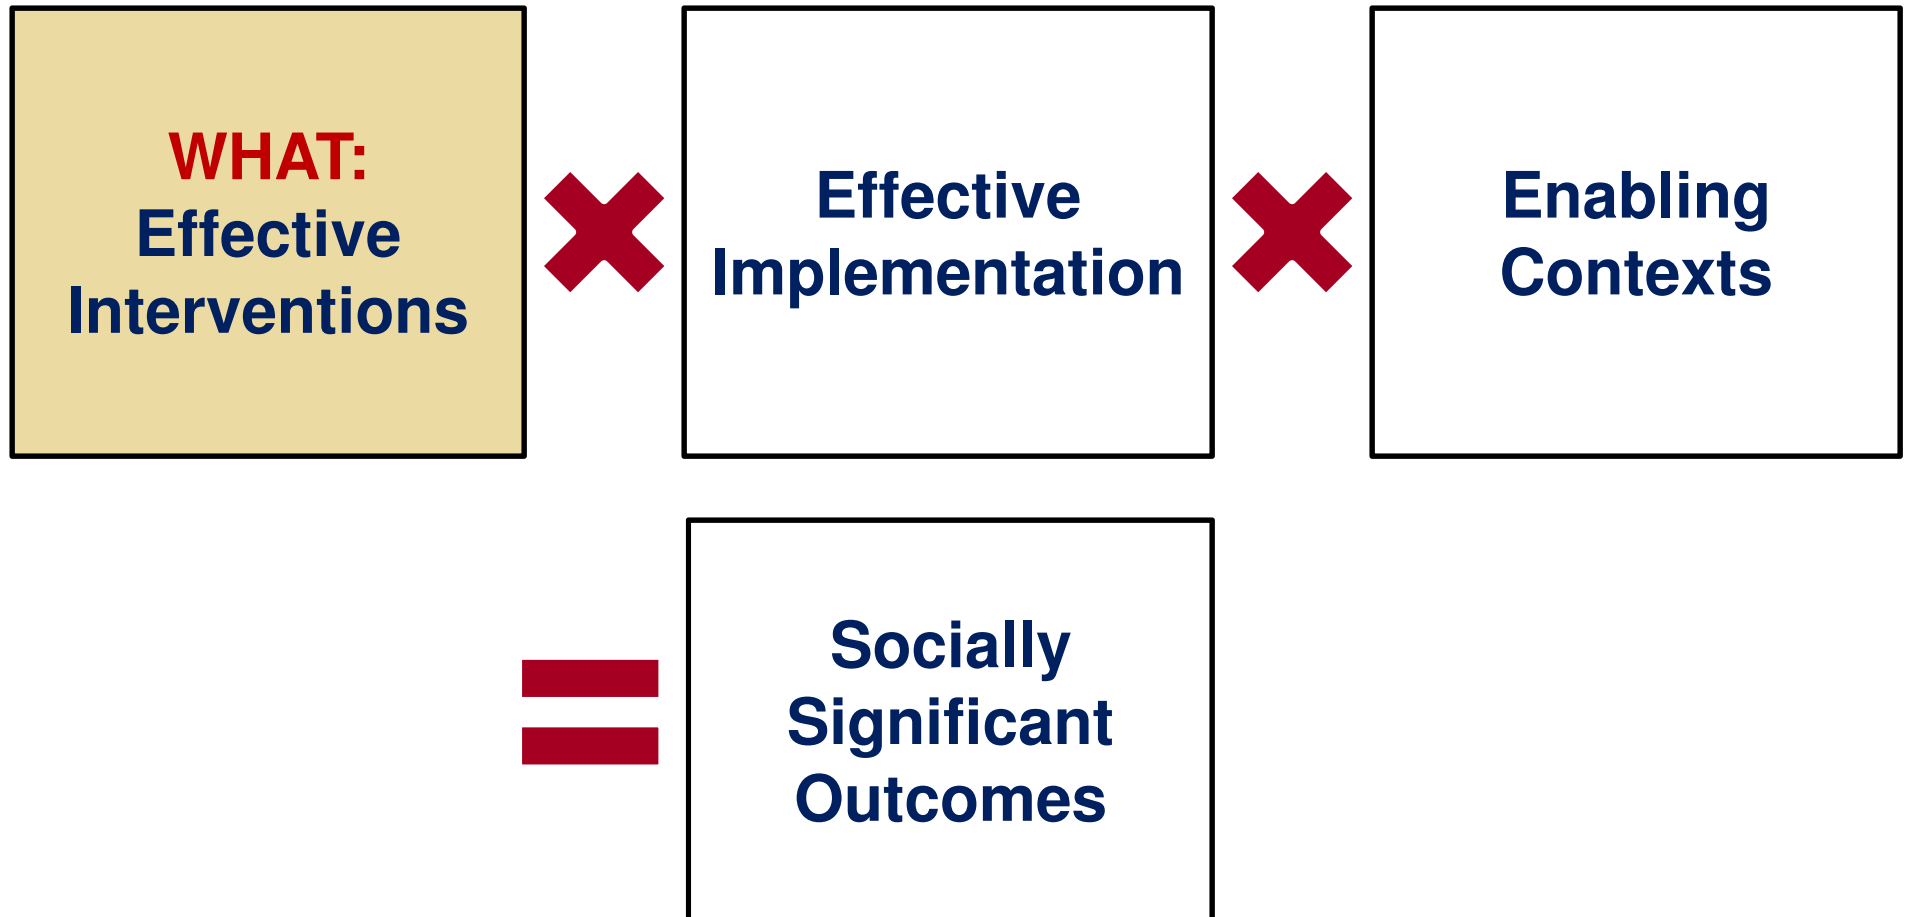 WHAT:
Effective
Interventions
Effective
Implementation
Enabling
Contexts
Socially
Significant
Outcomes